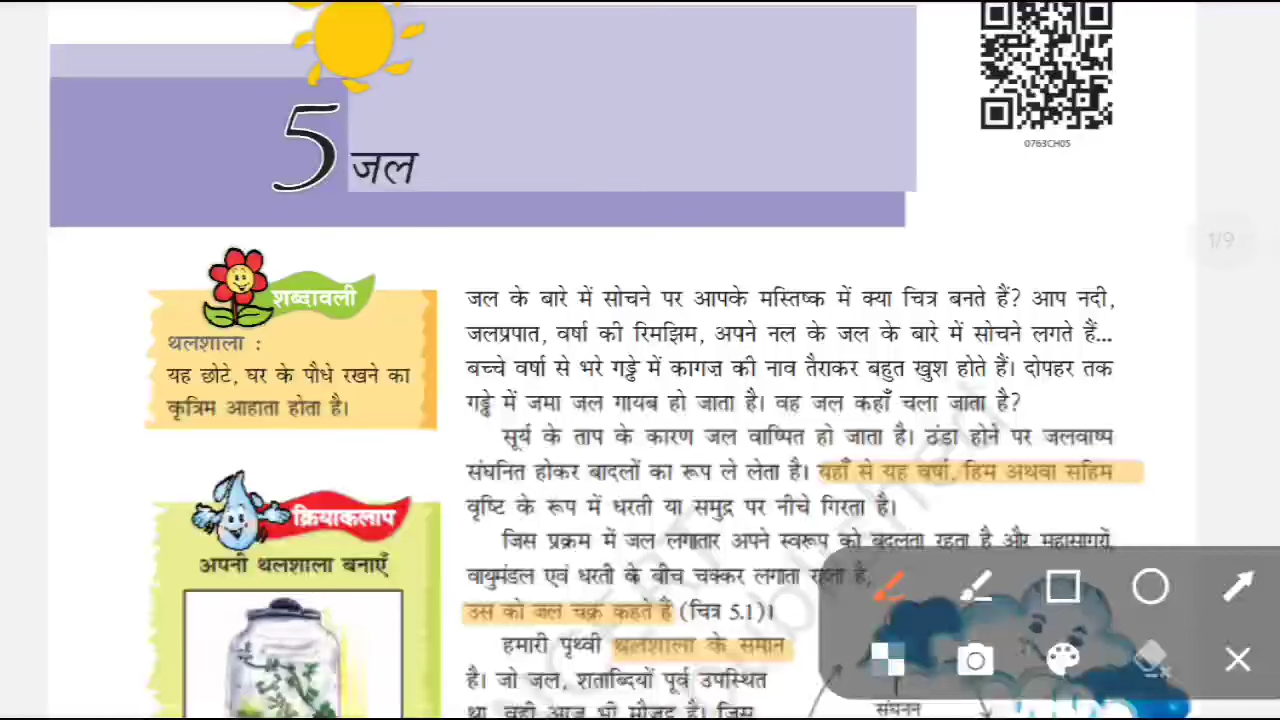 0763CH05
5 जल
1/9
शब्दावली
थलशाला :
यह छोटे, घर के पौधे रखने का
कृत्रिम आहाता होता है।
क्रियाकलाप
अपनी थलशाला बनाएँ
जल के बारे में सोचने पर आपके मस्तिष्क में क्या चित्र बनते हैं? आप नदी,
जलप्रपात, वर्षा की रिमझिम, अपने नल के जल के बारे में सोचने लगते हैं...
बच्चे वर्षा से भरे गड्ढे में कागज़ की नाव तैराकर बहुत खुश होते हैं। दोपहर तक
गड्ढे में जमा जल गायब हो जाता है। वह जल कहाँ चला जाता है?
सूर्य के ताप के कारण जल वाष्पित हो जाता है। ठंडा होने पर जलवाष्प
संघनित होकर बादलों का रूप ले लेता है। यहाँ से यह वर्षा, हिम अथवा सहिम
वृष्टि के रूप में धरती या समुद्र पर नीचे गिरता है।
जिस प्रक्रम में जल लगातार अपने स्वरूप को बदलता रहता है और महासागरों,
वायुमंडल एवं धरती के बीच चक्कर लगाता रहता है,
उस को जल चक्र कहते हैं (चित्र 5.1)।
हमारी पृथ्वी थलशाला के समान
है। जो जल, शताब्दियों पूर्व उपस्थित
था, वही आज भी मौजूद है। जिस
संघनन